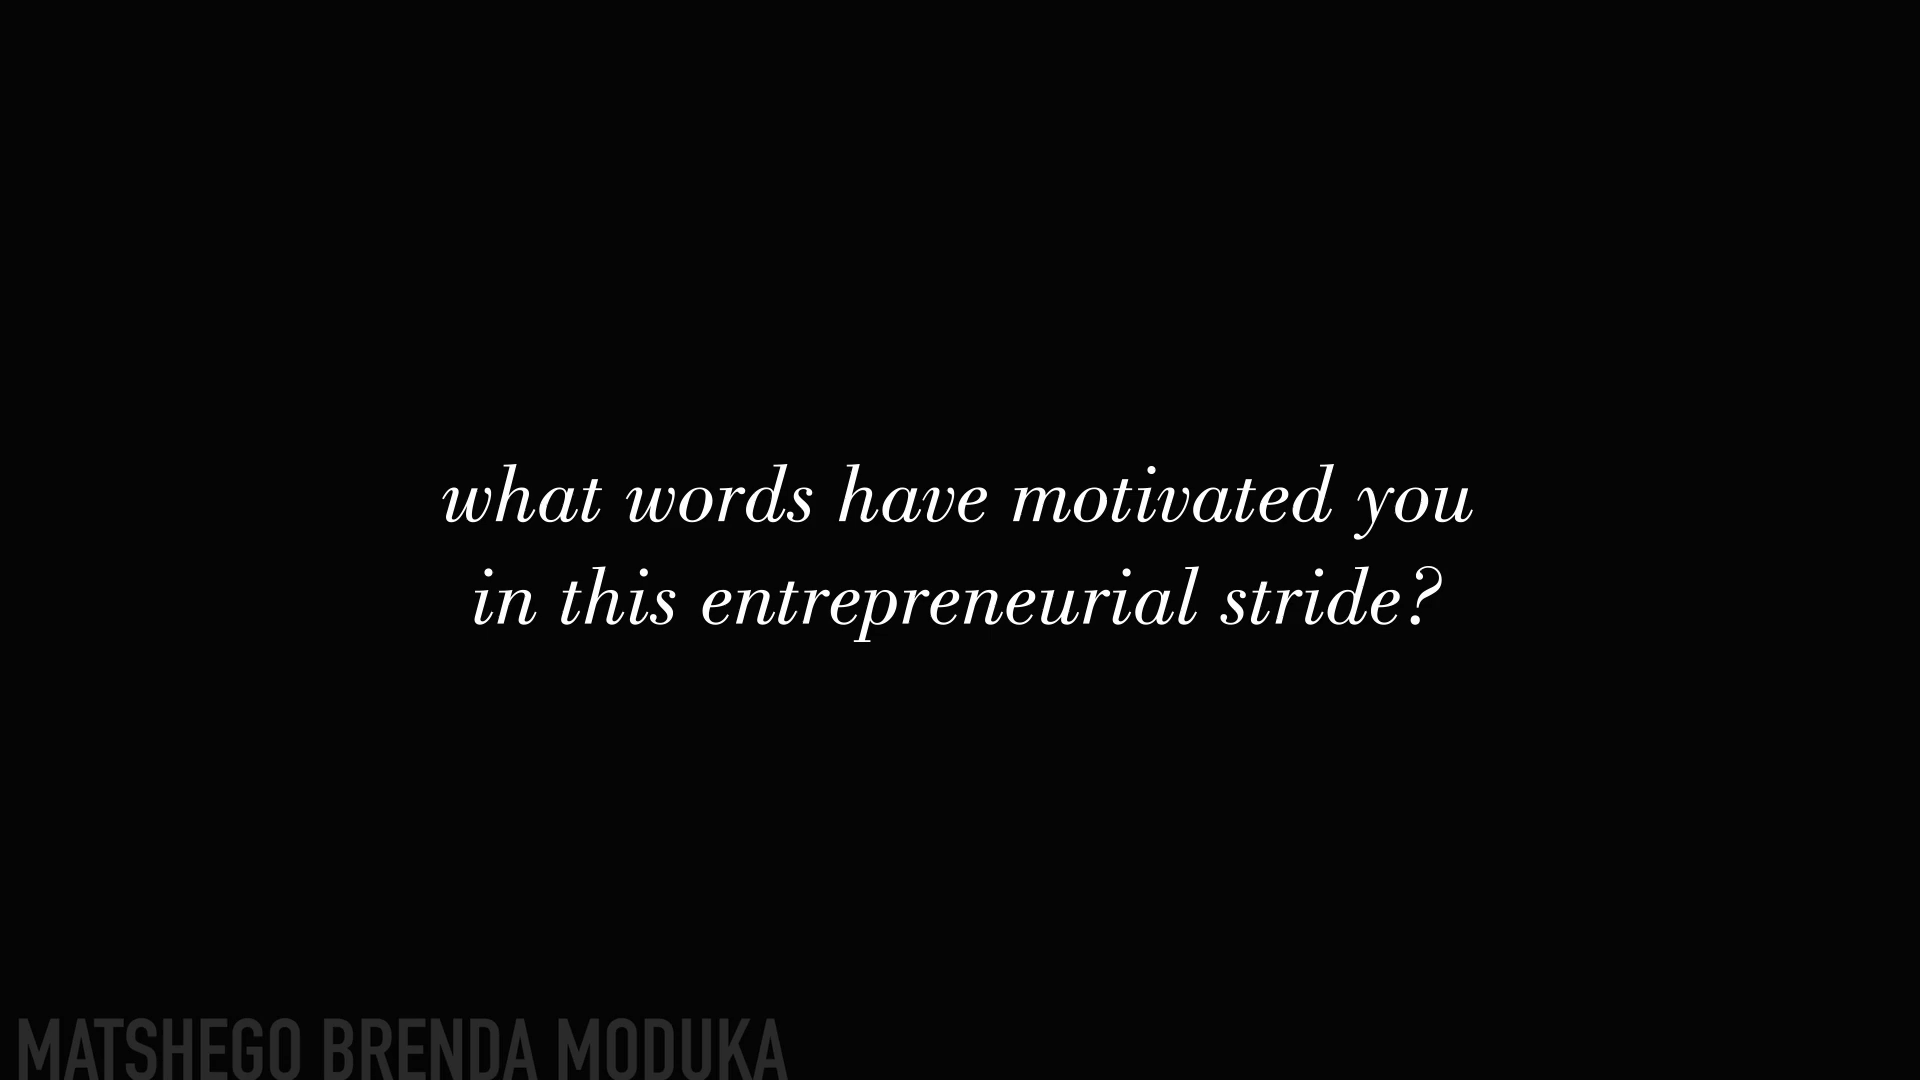 what words have motivated you
in this entrepreneurial stride?
MATSHEGO BRENDA MODUKA